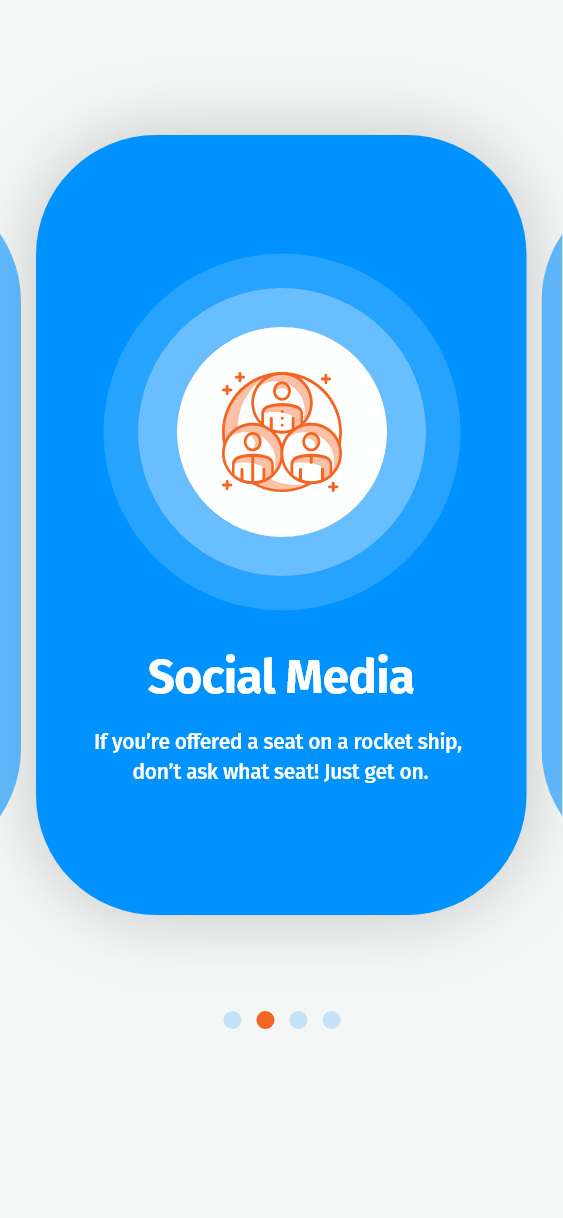 Social Media
If you’re offered a seat on a rocket ship,
don’t ask what seat! Just get on.